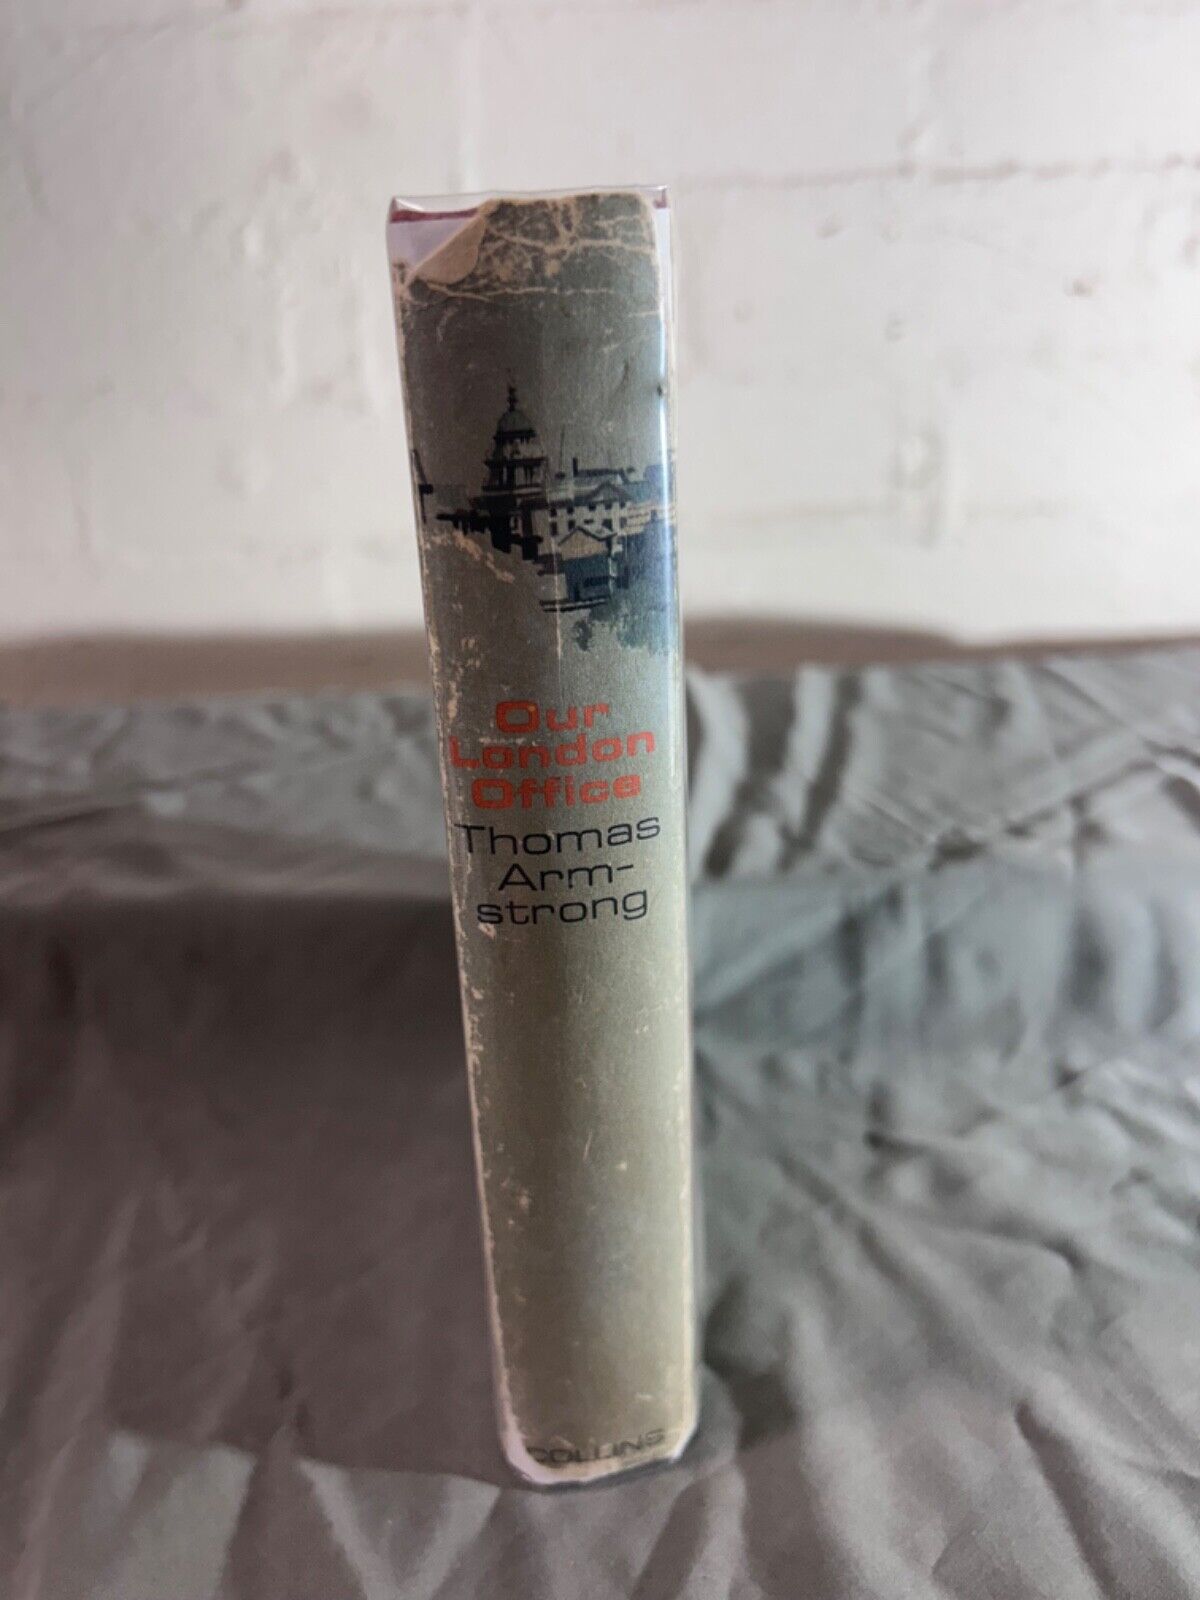 Our
London
Office
Thomas
Arm-
strong
COLLINS